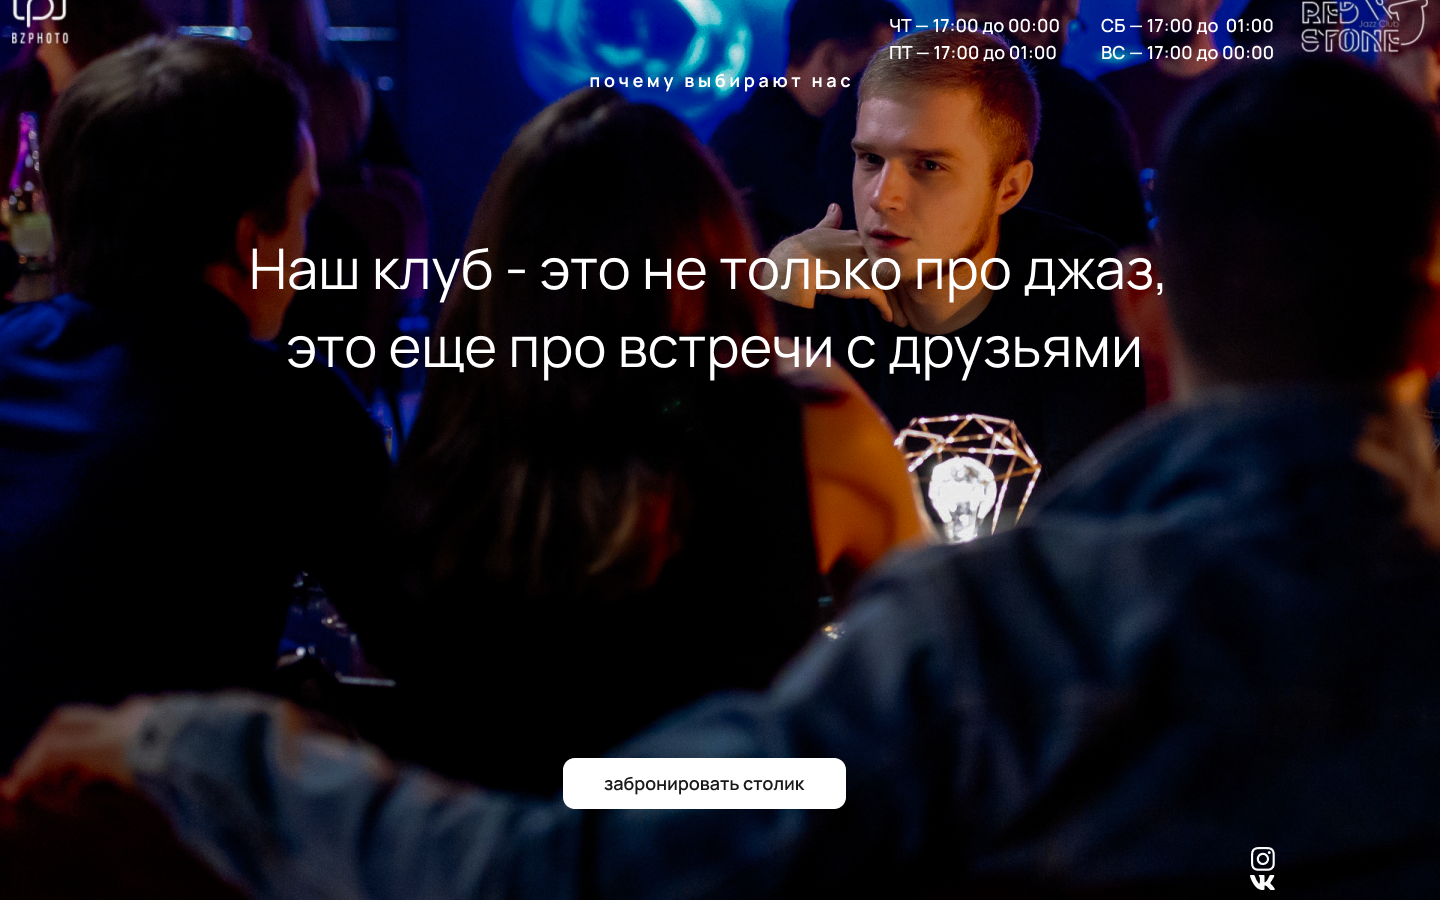 BZPHOTO
ЧТ — 17:00 до 00:00
ПТ — 17:00 до 01:00
СБ — 17:00 до 01:00
ВС — 17:00 до 00:00
RED
Jazz Club
STONE
почему выбирают нас
Наш клуб - это не только про джаз,
это еще про встречи с друзьями
забронировать столик